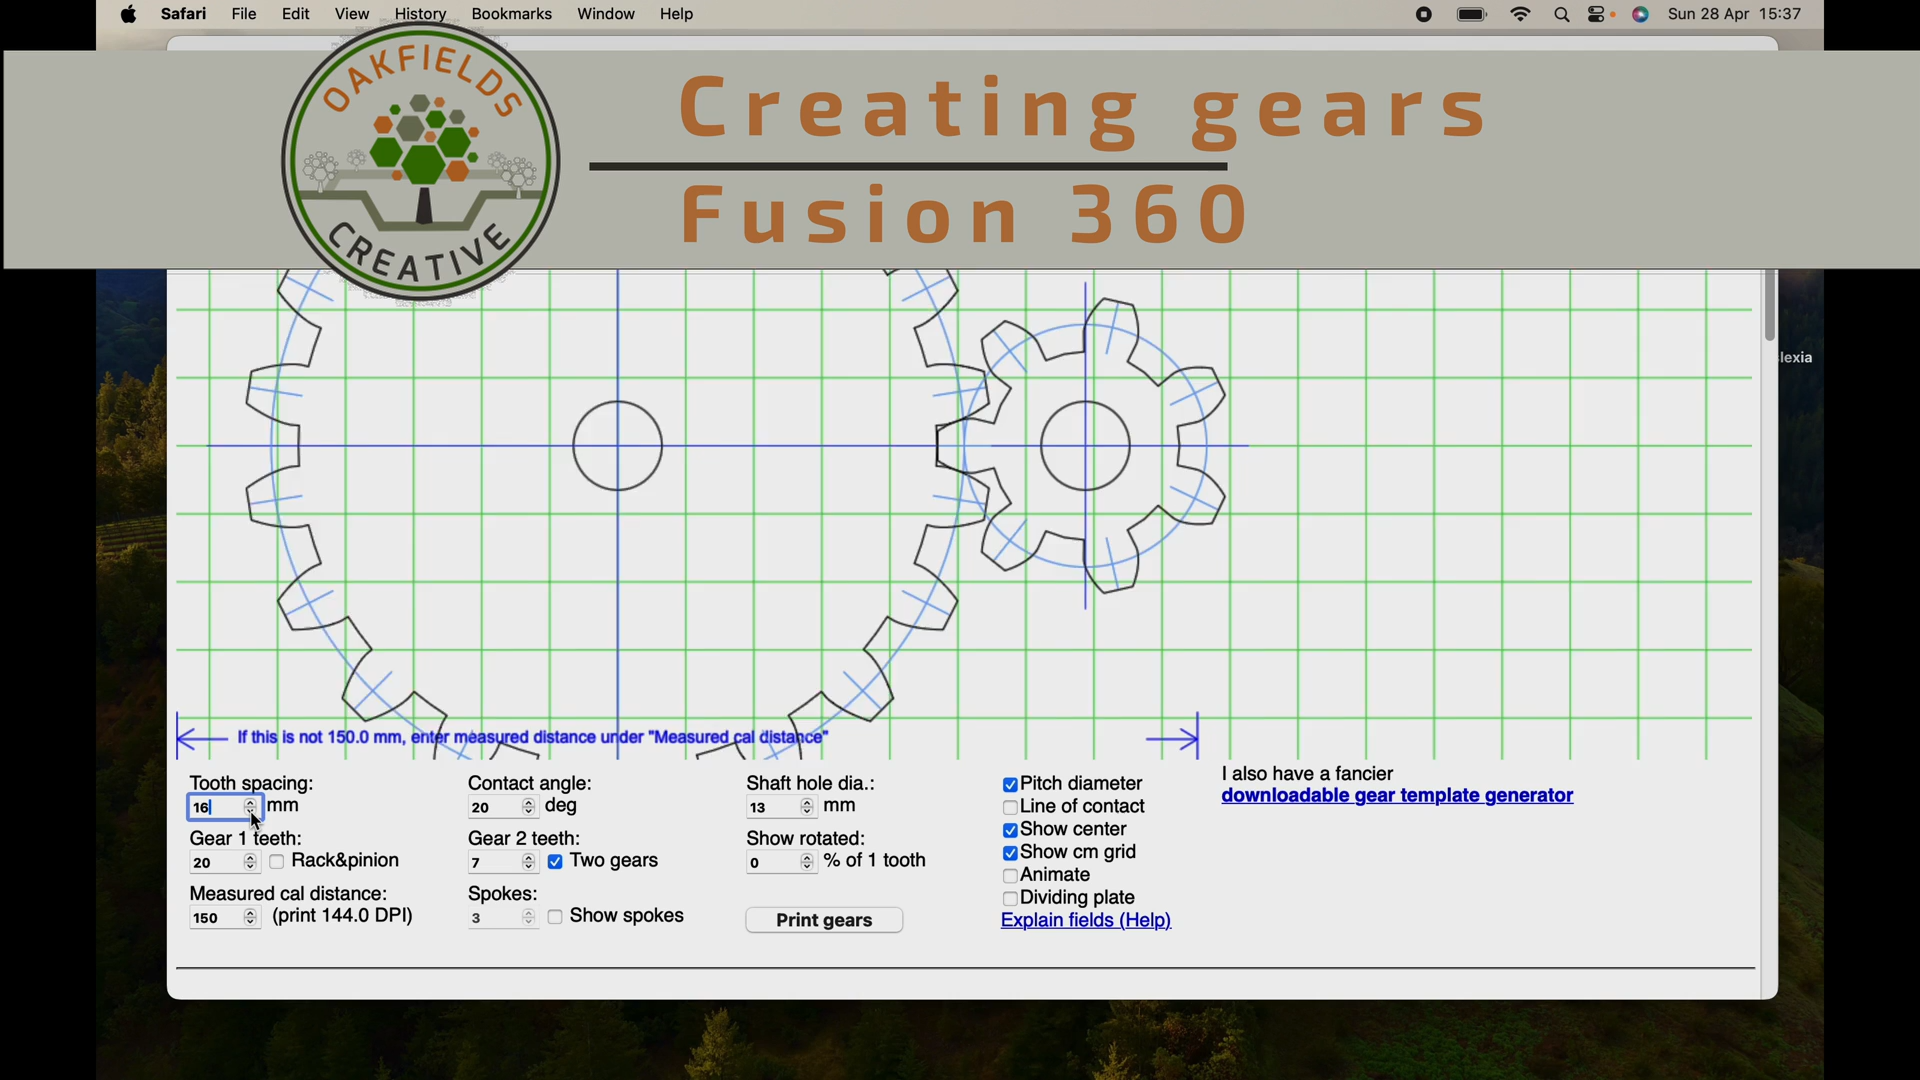 Safari File Edit View History Bookmarks Window Help Sun 28 Apr 15:37
OAKFIELDS
CREATIVE
Creating gears
Fusion 360
lexia
If this is not 150.0 mm, enter measured distance under "Measured cal distance"
Tooth spacing:
16 mm
Contact angle:
20 deg
Shaft hole dia.:
13 mm
Gear 1 teeth:
20 Rack&pinion
Gear 2 teeth:
7 Two gears
Show rotated:
0 % of 1 tooth
Measured cal distance:
150 (print 144.0 DPI)
Spokes:
3 Show spokes
Print gears
Pitch diameter
Line of contact
Show center
Show cm grid
Animate
Dividing plate
Explain fields (Help)
I also have a fancier
downloadable gear template generator